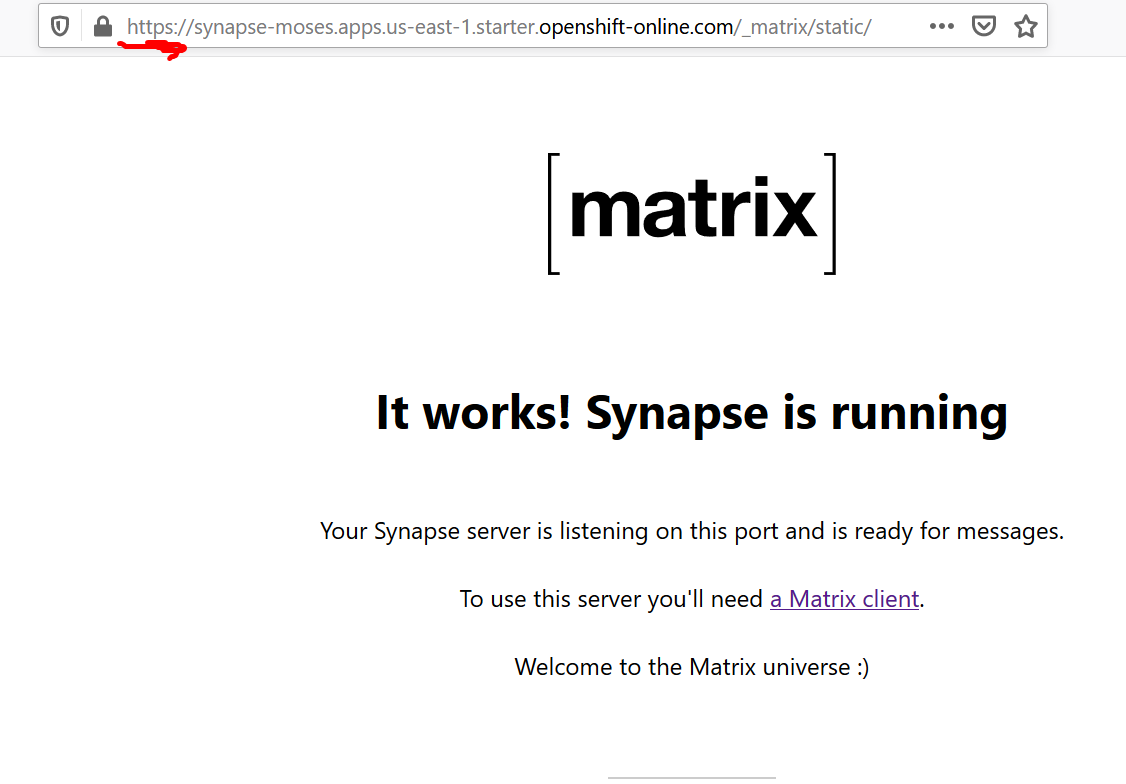 https://synapse-moses.apps.us-east-1.starter.openshift-online.com/_matrix/static/
[matrix]
It works! Synapse is running
Your Synapse server is listening on this port and is ready for messages.
To use this server you'll need a Matrix client.
Welcome to the Matrix universe :)